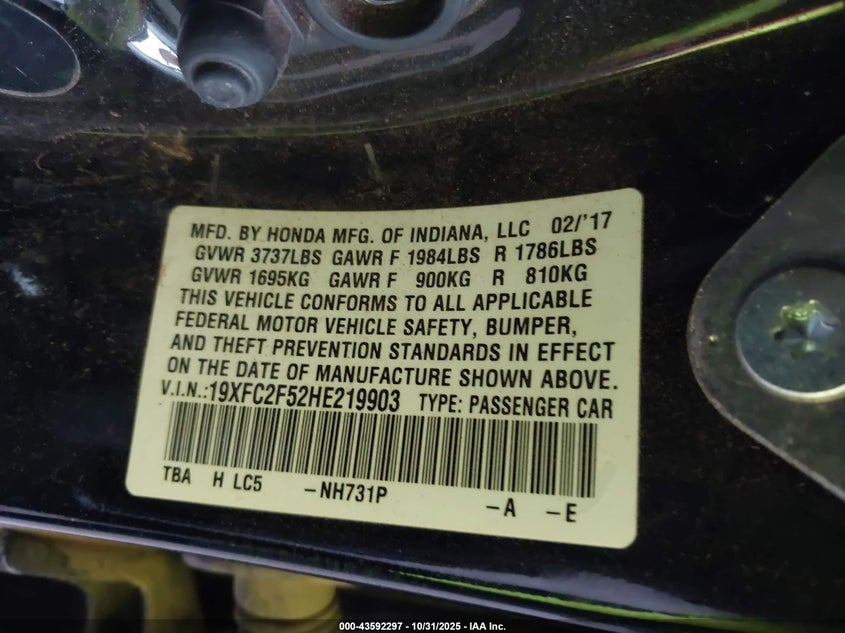 MFD. BY HONDA MFG. OF INDIANA, LLC 02/'17
GVWR 3737LBS GAWR F 1984LBS R 1786LBS
GVWR 1695KG GAWR F 900KG R 810KG
THIS VEHICLE CONFORMS TO ALL APPLICABLE
FEDERAL MOTOR VEHICLE SAFETY, BUMPER,
AND THEFT PREVENTION STANDARDS IN EFFECT
ON THE DATE OF MANUFACTURE SHOWN ABOVE.
V.I.N.:19XFC2F52HE219903 TYPE: PASSENGER CAR
TBA H LC5 -NH731P -A -E
000-43592297 - 10/31/2025 - IAA Inc.